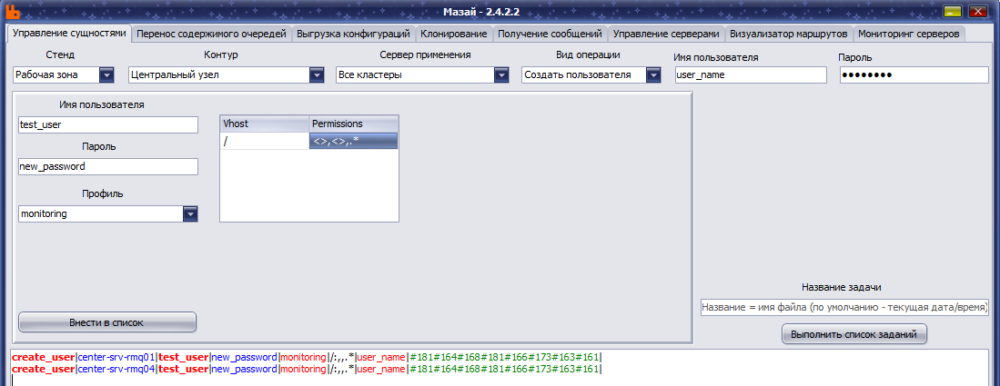 Мазай - 2.4.2.2
Управление сущностями Перенос содержимого очередей Выгрузка конфигураций Клонирование Получение сообщений Управление серверами Визуализатор маршрутов Мониторинг серверов
Стенд Контур Сервер применения Вид операции Имя пользователя Пароль
Рабочая зона Центральный узел Все кластеры Создать пользователя user_name ●●●●●●●●
Имя пользователя
test_user
Vhost Permissions
/ <>,<>,.*
Пароль
new_password
Профиль
monitoring
Название задачи
Название = имя файла (по умолчанию - текущая дата/время)
Внести в список
Выполнить список заданий
create_user|center-srv-rmq01|test_user|new_password|monitoring|/:,,.*|user_name|#181#164#168#181#166#173#163#161|
create_user|center-srv-rmq04|test_user|new_password|monitoring|/:,,.*|user_name|#181#164#168#181#166#173#163#161|